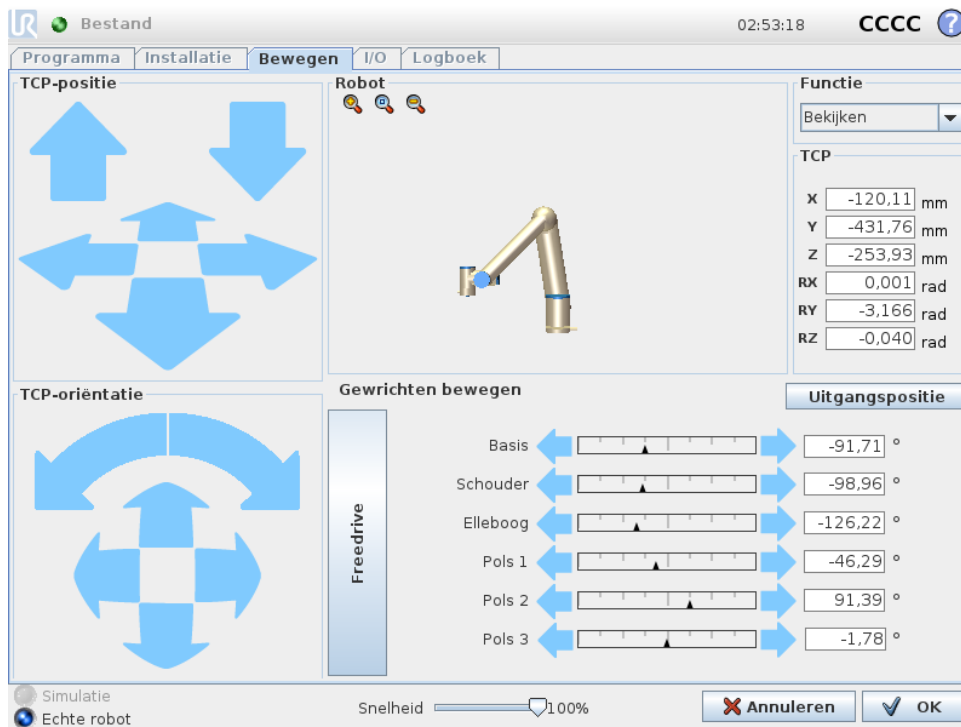 UR Bestand 02:53:18 CCCC ?
Programma Installatie Bewegen I/O Logboek
TCP-positie
Robot
Functie
Bekijken
TCP
X -120,11 mm
Y -431,76 mm
Z -253,93 mm
RX 0,001 rad
RY -3,166 rad
RZ -0,040 rad
TCP-oriëntatie
Gewrichten bewegen
Uitgangspositie
Freedrive
Basis -91,71 °
Schouder -98,96 °
Elleboog -126,22 °
Pols 1 -46,29 °
Pols 2 91,39 °
Pols 3 -1,78 °
Simulatie
Echte robot
Snelheid 100%
Annuleren
OK